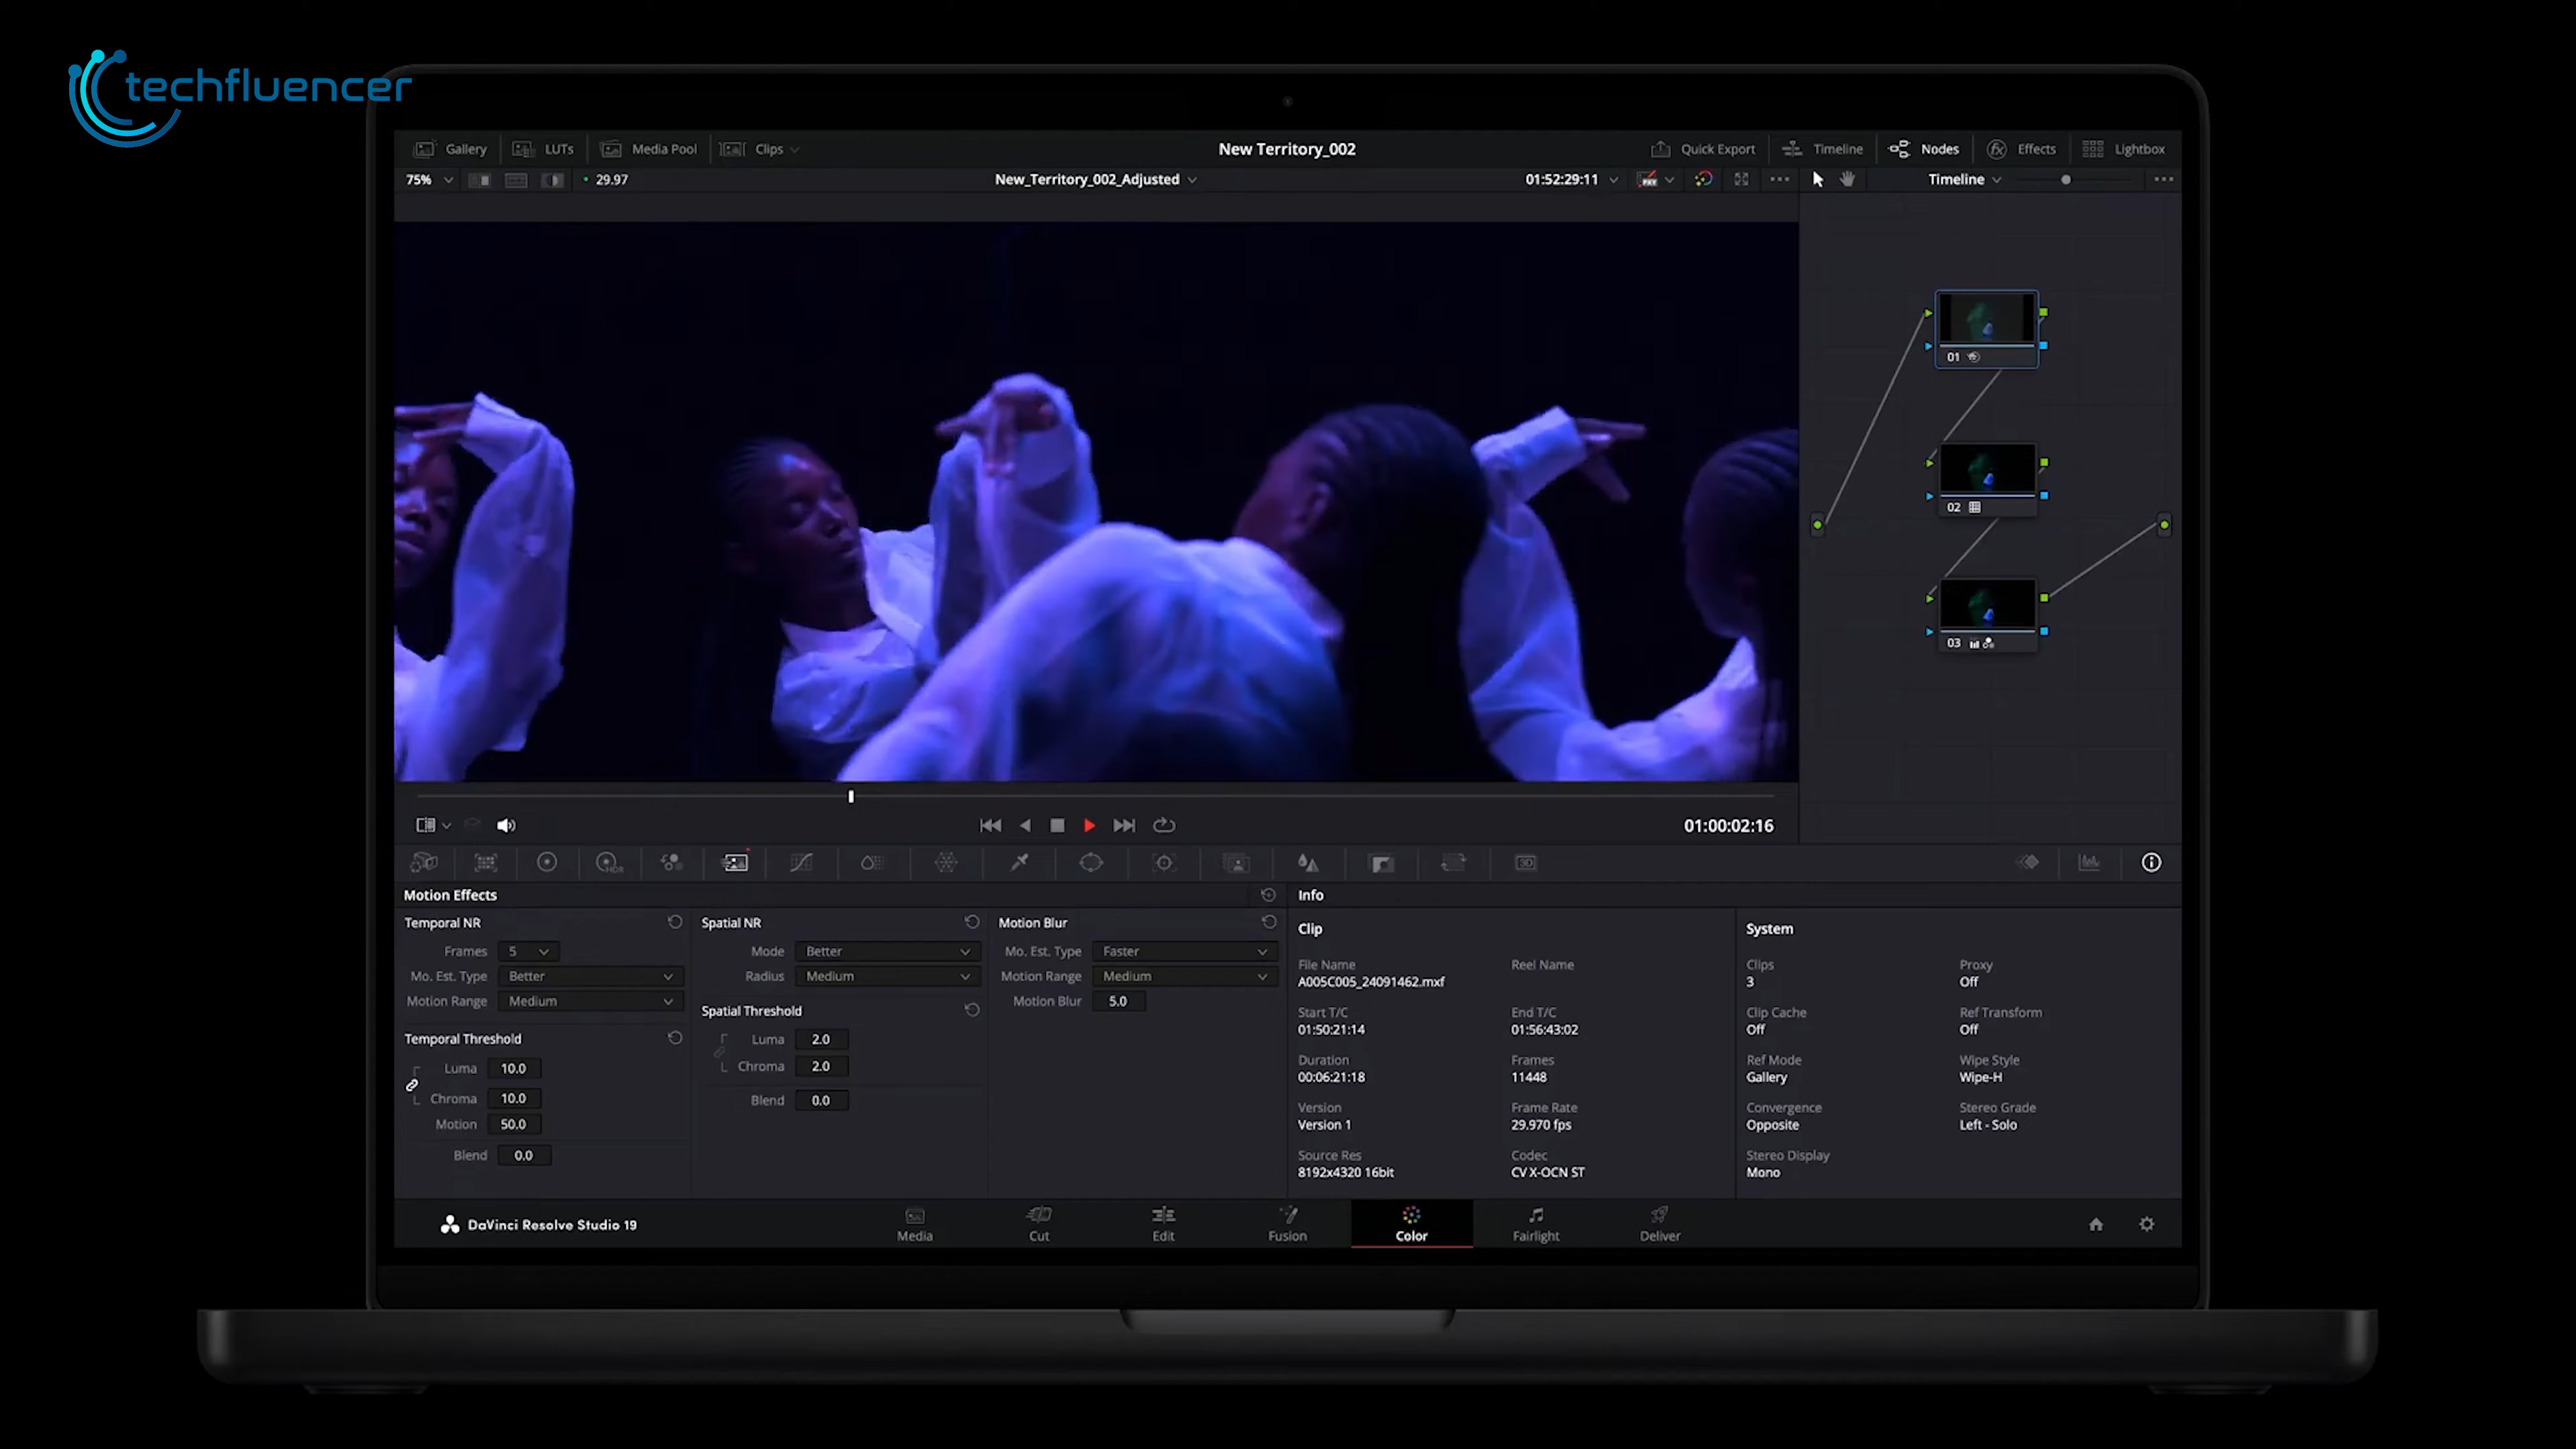 techfluencer
Gallery LUTs Media Pool Clips New Territory_002 Quick Export Timeline Nodes Effects Lightbox
75% 29.97 New_Territory_002_Adjusted 01:52:29:11 Timeline
01
02
03
01:00:02:16
HDR
3D
Motion Effects Info
Temporal NR Spatial NR Motion Blur
Clip System
Frames 5 Mode Better Mo. Est. Type Faster
Mo. Est. Type Better Radius Medium Motion Range Medium
Motion Range Medium Motion Blur 5.0
Spatial Threshold
Temporal Threshold Luma 2.0
Luma 10.0 Chroma 2.0
Chroma 10.0 Blend 0.0
Motion 50.0
Blend 0.0
File Name Reel Name Clips Proxy
A005C005_24091462.mxf 3 Off
Start T/C End T/C Clip Cache Ref Transform
01:50:21:14 01:56:43:02 Off Off
Duration Frames Ref Mode Wipe Style
00:06:21:18 11448 Gallery Wipe-H
Version Frame Rate Convergence Stereo Grade
Version 1 29.970 fps Opposite Left - Solo
Source Res Codec Stereo Display
8192x4320 16bit CV X-OCN ST Mono
DaVinci Resolve Studio 19 Media Cut Edit Fusion Color Fairlight Deliver